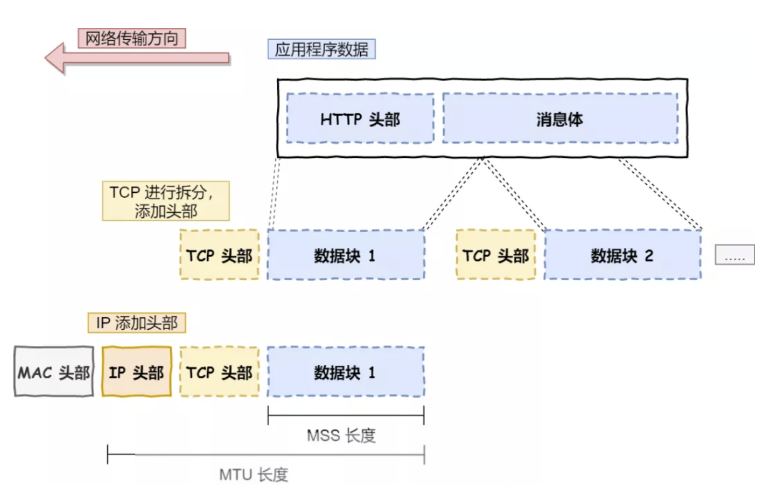 网络传输方向
应用程序数据
HTTP 头部
消息体
TCP 进行拆分，
添加头部
TCP 头部
数据块 1
TCP 头部
数据块 2
.....
IP 添加头部
MAC 头部
IP 头部
TCP 头部
数据块 1
MSS 长度
MTU 长度